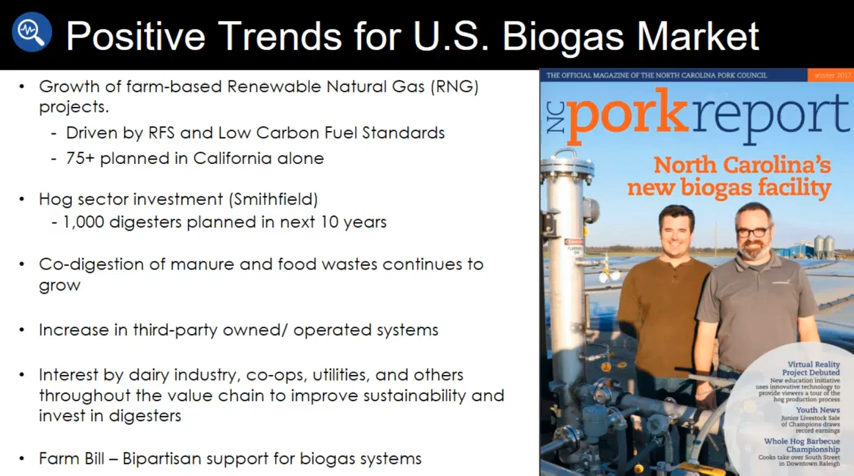 Positive Trends for U.S. Biogas Market
• Growth of farm-based Renewable Natural Gas (RNG)
projects.
- Driven by RFS and Low Carbon Fuel Standards
- 75+ planned in California alone
• Hog sector investment (Smithfield)
- 1,000 digesters planned in next 10 years
• Co-digestion of manure and food wastes continues to
grow
• Increase in third-party owned/ operated systems
• Interest by dairy industry, co-ops, utilities, and others
throughout the value chain to improve sustainability and
invest in digesters
• Farm Bill – Bipartisan support for biogas systems
THE OFFICIAL MAGAZINE OF THE NORTH CAROLINA PORK COUNCIL
winter 2017
NC porkreport
North Carolina's
new biogas facility
Virtual Reality
Project Debuted
New education initiative
uses innovative technology to
provide viewers a tour of the
hog production process
Youth News
Junior Livestock Sale
of Champions draws
record earnings
Whole Hog Barbecue
Championship
Cooks take over South Street
in Downtown Raleigh